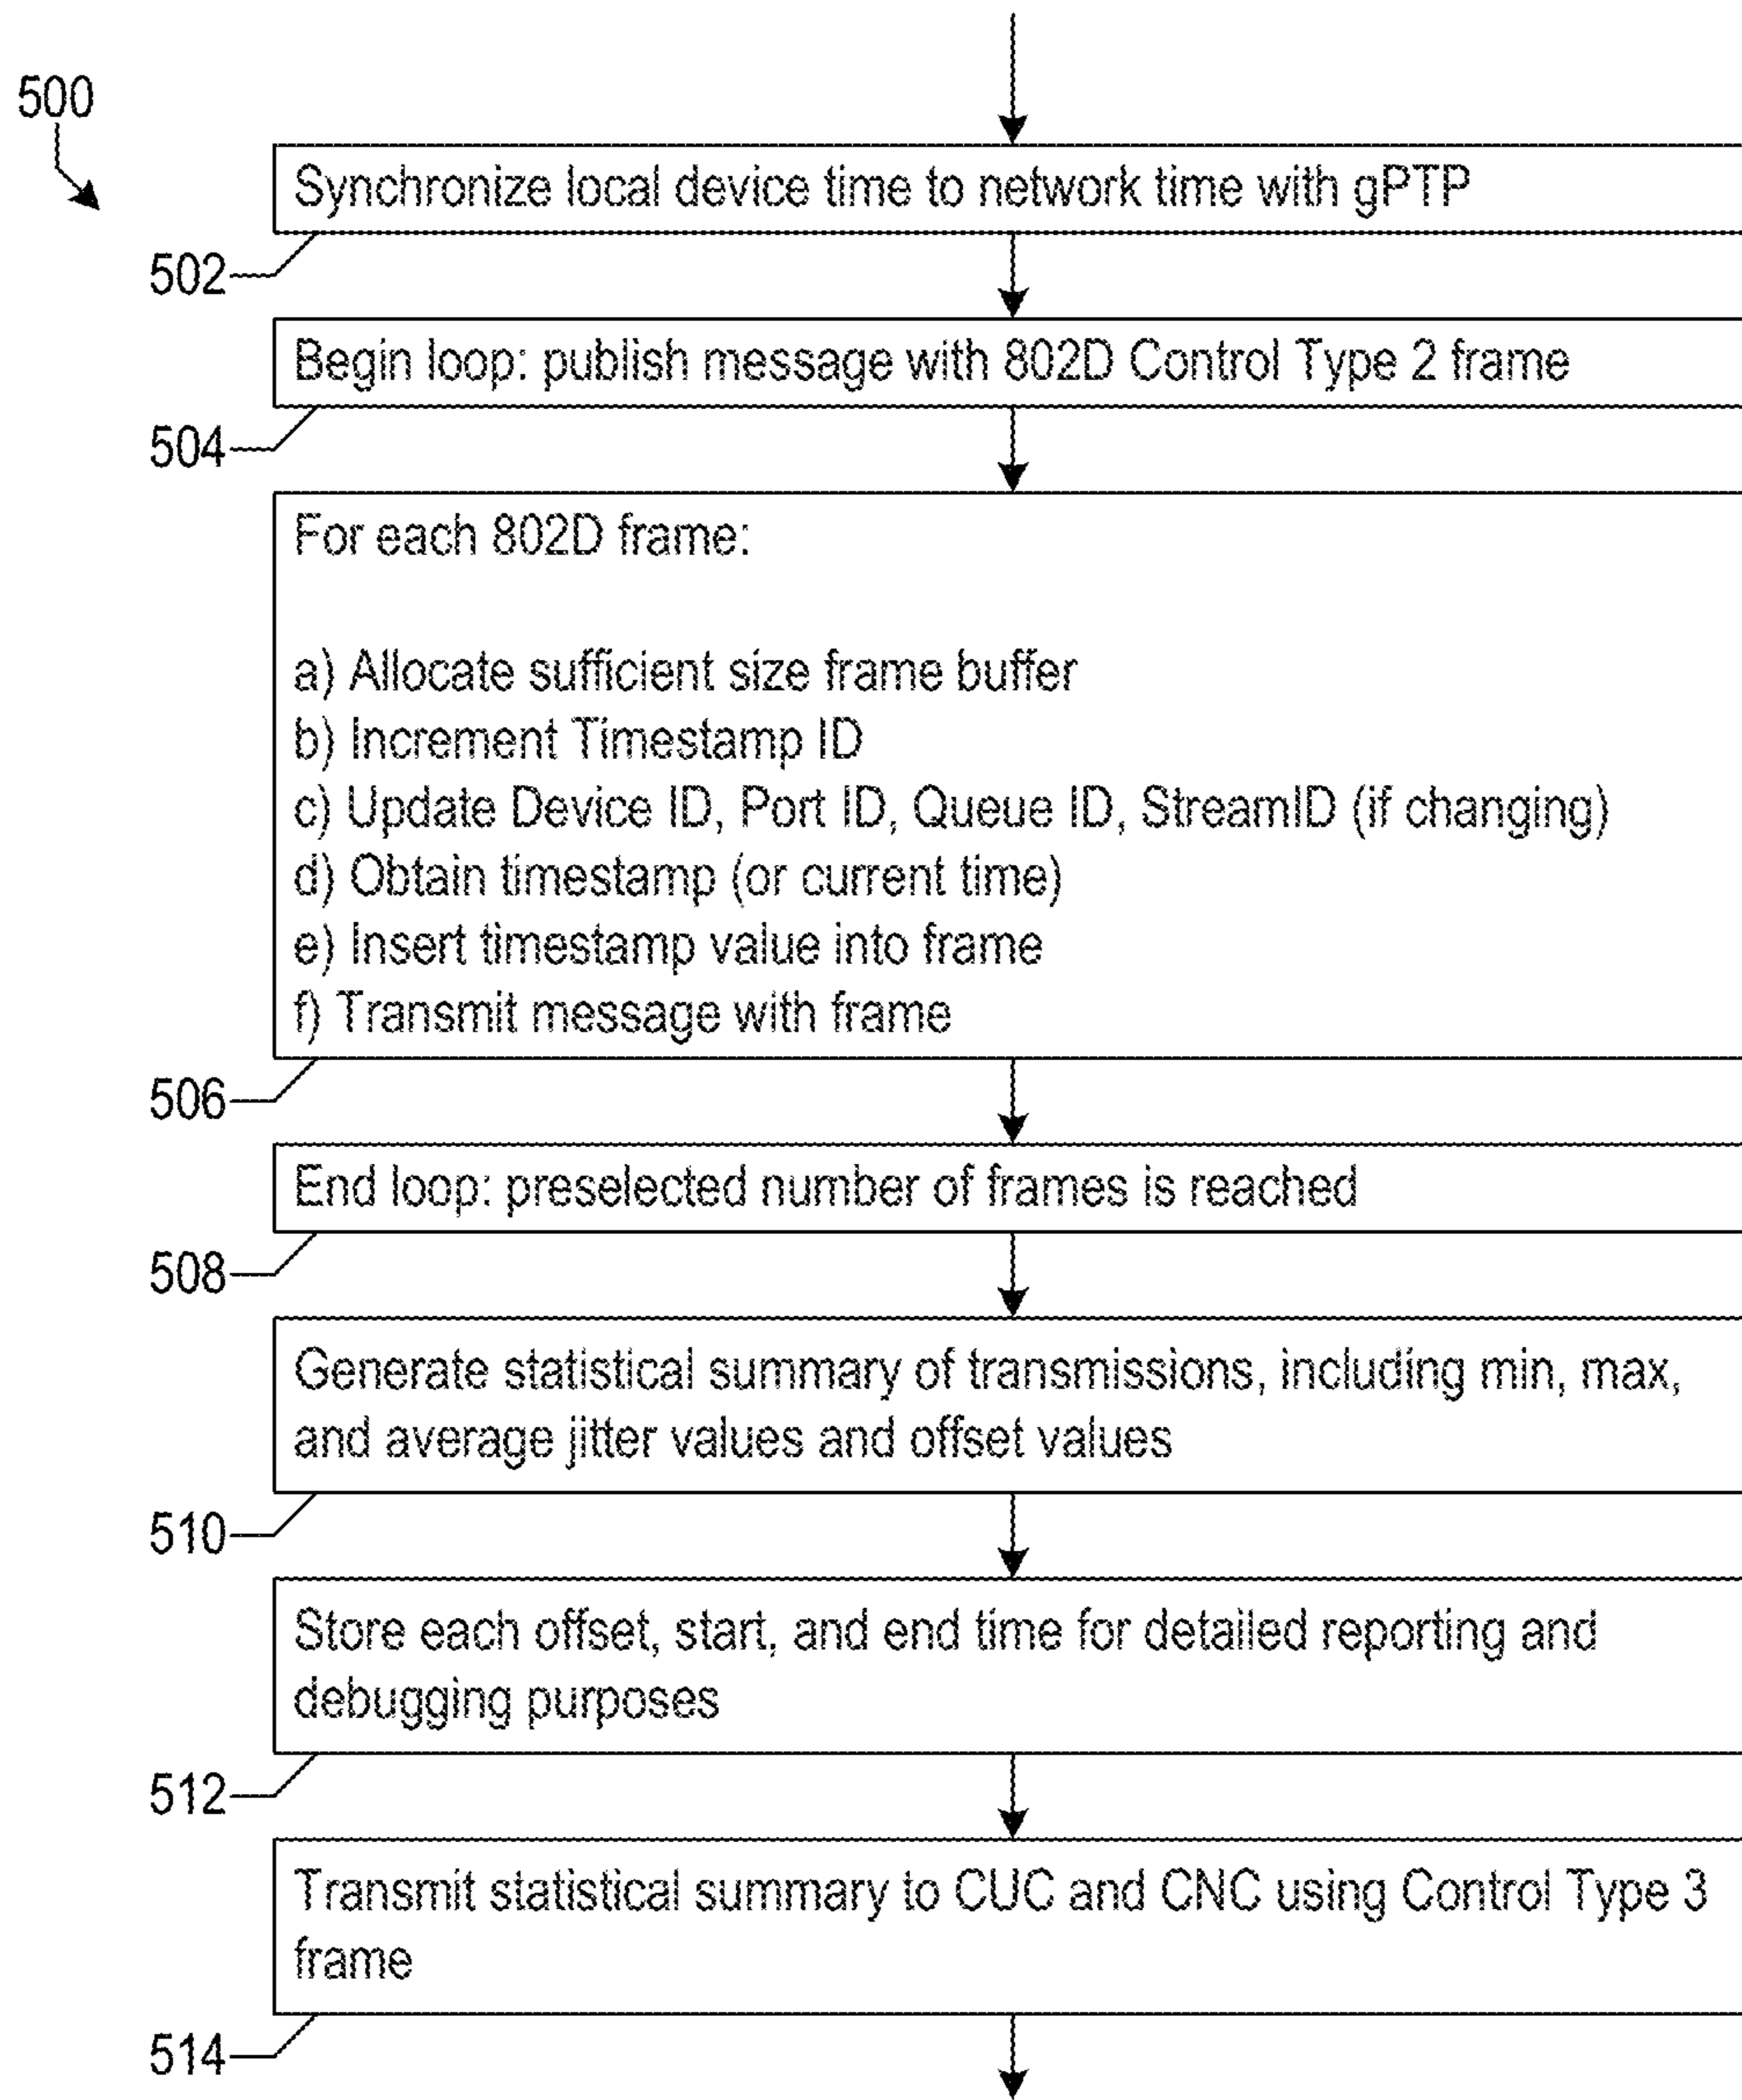 500
Synchronize local device time to network time with gPTP
502
Begin loop: publish message with 802D Control Type 2 frame
504
For each 802D frame:
a) Allocate sufficient size frame buffer
b) Increment Timestamp ID
c) Update Device ID, Port ID, Queue ID, StreamID (if changing)
d) Obtain timestamp (or current time)
e) Insert timestamp value into frame
f) Transmit message with frame
506
End loop: preselected number of frames is reached
508
Generate statistical summary of transmissions, including min, max,
and average jitter values and offset values
510
Store each offset, start, and end time for detailed reporting and
debugging purposes
512
Transmit statistical summary to CUC and CNC using Control Type 3
frame
514